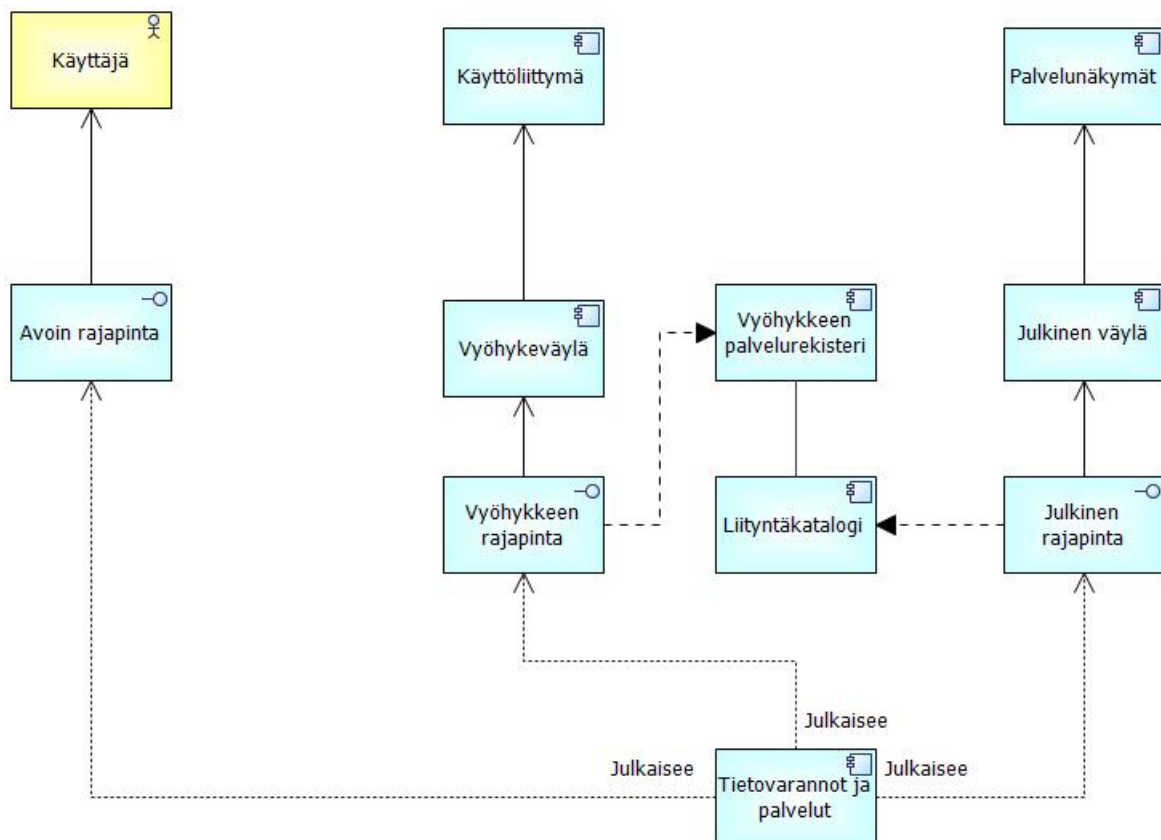 Käyttäjä
Käyttöliittymä
Palvelunäkymät
Avoin rajapinta
Vyöhykeväylä
Vyöhykkeen
palvelurekisteri
Julkinen väylä
Vyöhykkeen
rajapinta
Liityntäkatalogi
Julkinen
rajapinta
Julkaisee
Julkaisee
Julkaisee
Tietovarannot ja
palvelut